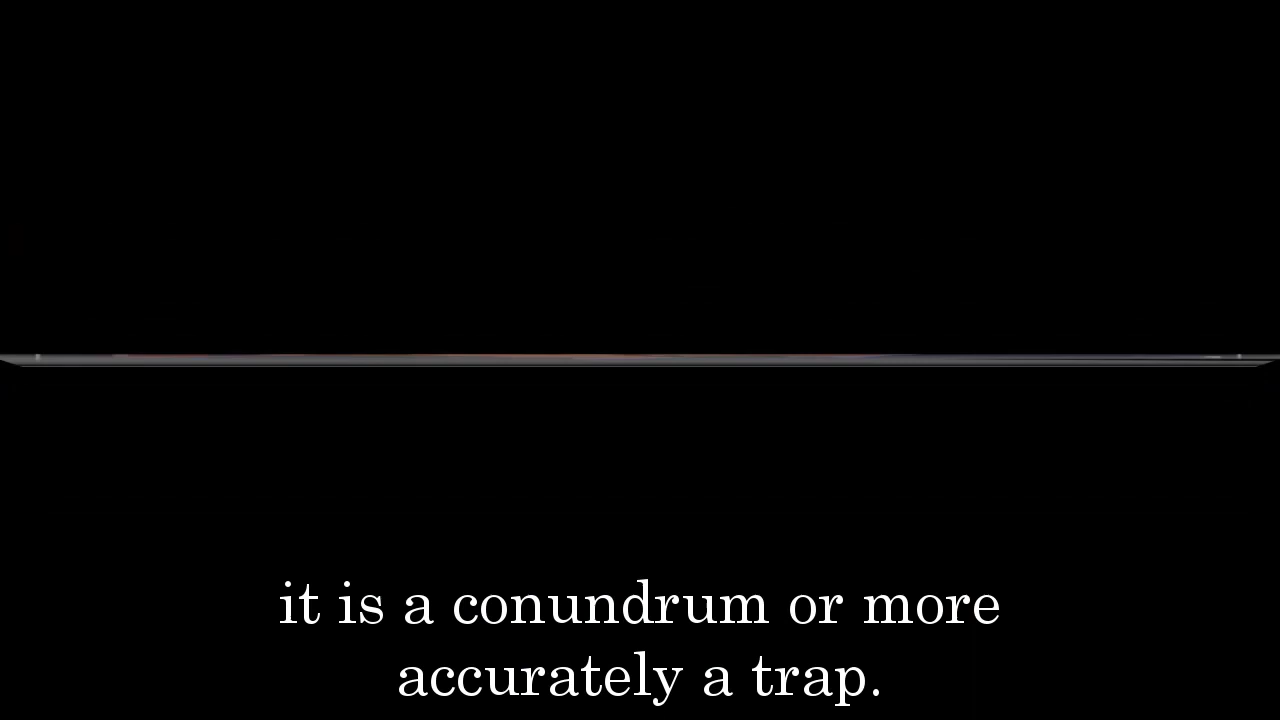 it is a conundrum or more
accurately a trap.